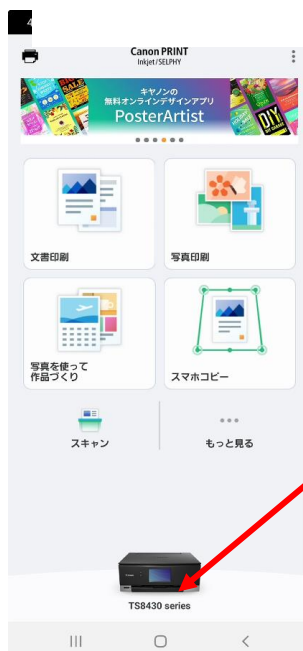 4
Canon PRINT
Inkjet/SELPHY
キヤノンの
無料オンラインデザインアプリ
PosterArtist
SALE
DIY
文書印刷
写真印刷
写真を使って
作品づくり
スマホコピー
スキャン
もっと見る
TS8430 series